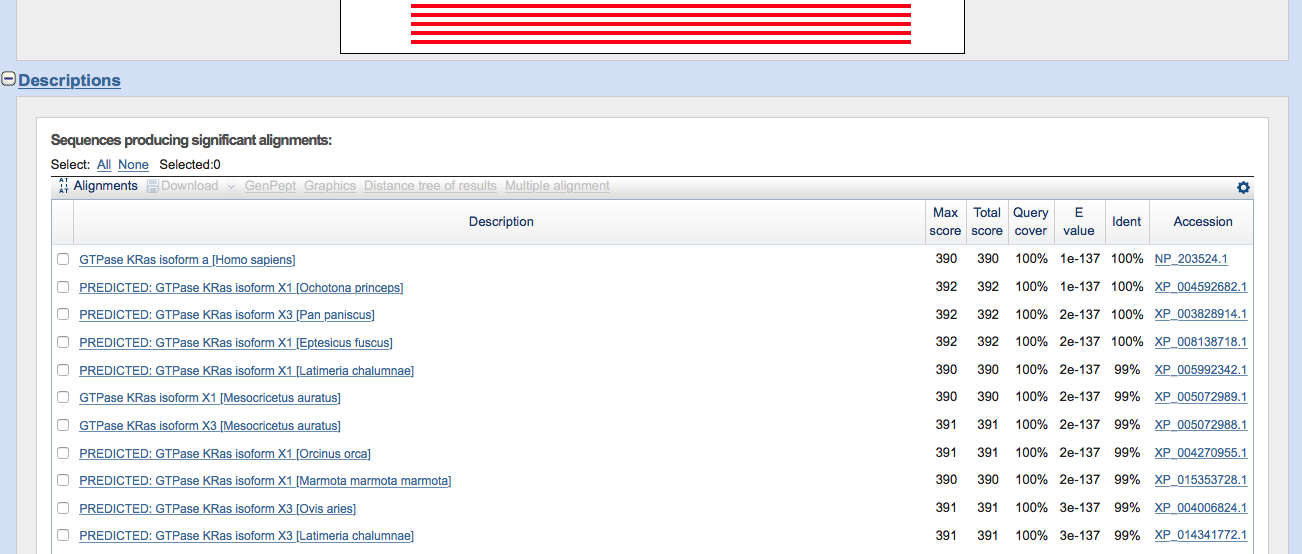 Descriptions
Sequences producing significant alignments:
Select: All None Selected:0
Alignments Download GenPept Graphics Distance tree of results Multiple alignment
Description Max score Total score Query cover E value Ident Accession
GTPase KRas isoform a [Homo sapiens] 390 390 100% 1e-137 100% NP_203524.1
PREDICTED: GTPase KRas isoform X1 [Ochotona princeps] 392 392 100% 1e-137 100% XP_004592682.1
PREDICTED: GTPase KRas isoform X3 [Pan paniscus] 392 392 100% 2e-137 100% XP_003828914.1
PREDICTED: GTPase KRas isoform X1 [Eptesicus fuscus] 392 392 100% 2e-137 100% XP_008138718.1
PREDICTED: GTPase KRas isoform X1 [Latimeria chalumnae] 390 390 100% 2e-137 99% XP_005992342.1
GTPase KRas isoform X1 [Mesocricetus auratus] 390 390 100% 2e-137 99% XP_005072989.1
GTPase KRas isoform X3 [Mesocricetus auratus] 391 391 100% 2e-137 99% XP_005072988.1
PREDICTED: GTPase KRas isoform X1 [Orcinus orca] 391 391 100% 2e-137 99% XP_004270955.1
PREDICTED: GTPase KRas isoform X1 [Marmota marmota marmota] 390 390 100% 2e-137 99% XP_015353728.1
PREDICTED: GTPase KRas isoform X3 [Ovis aries] 391 391 100% 3e-137 99% XP_004006824.1
PREDICTED: GTPase KRas isoform X3 [Latimeria chalumnae] 391 391 100% 3e-137 99% XP_014341772.1